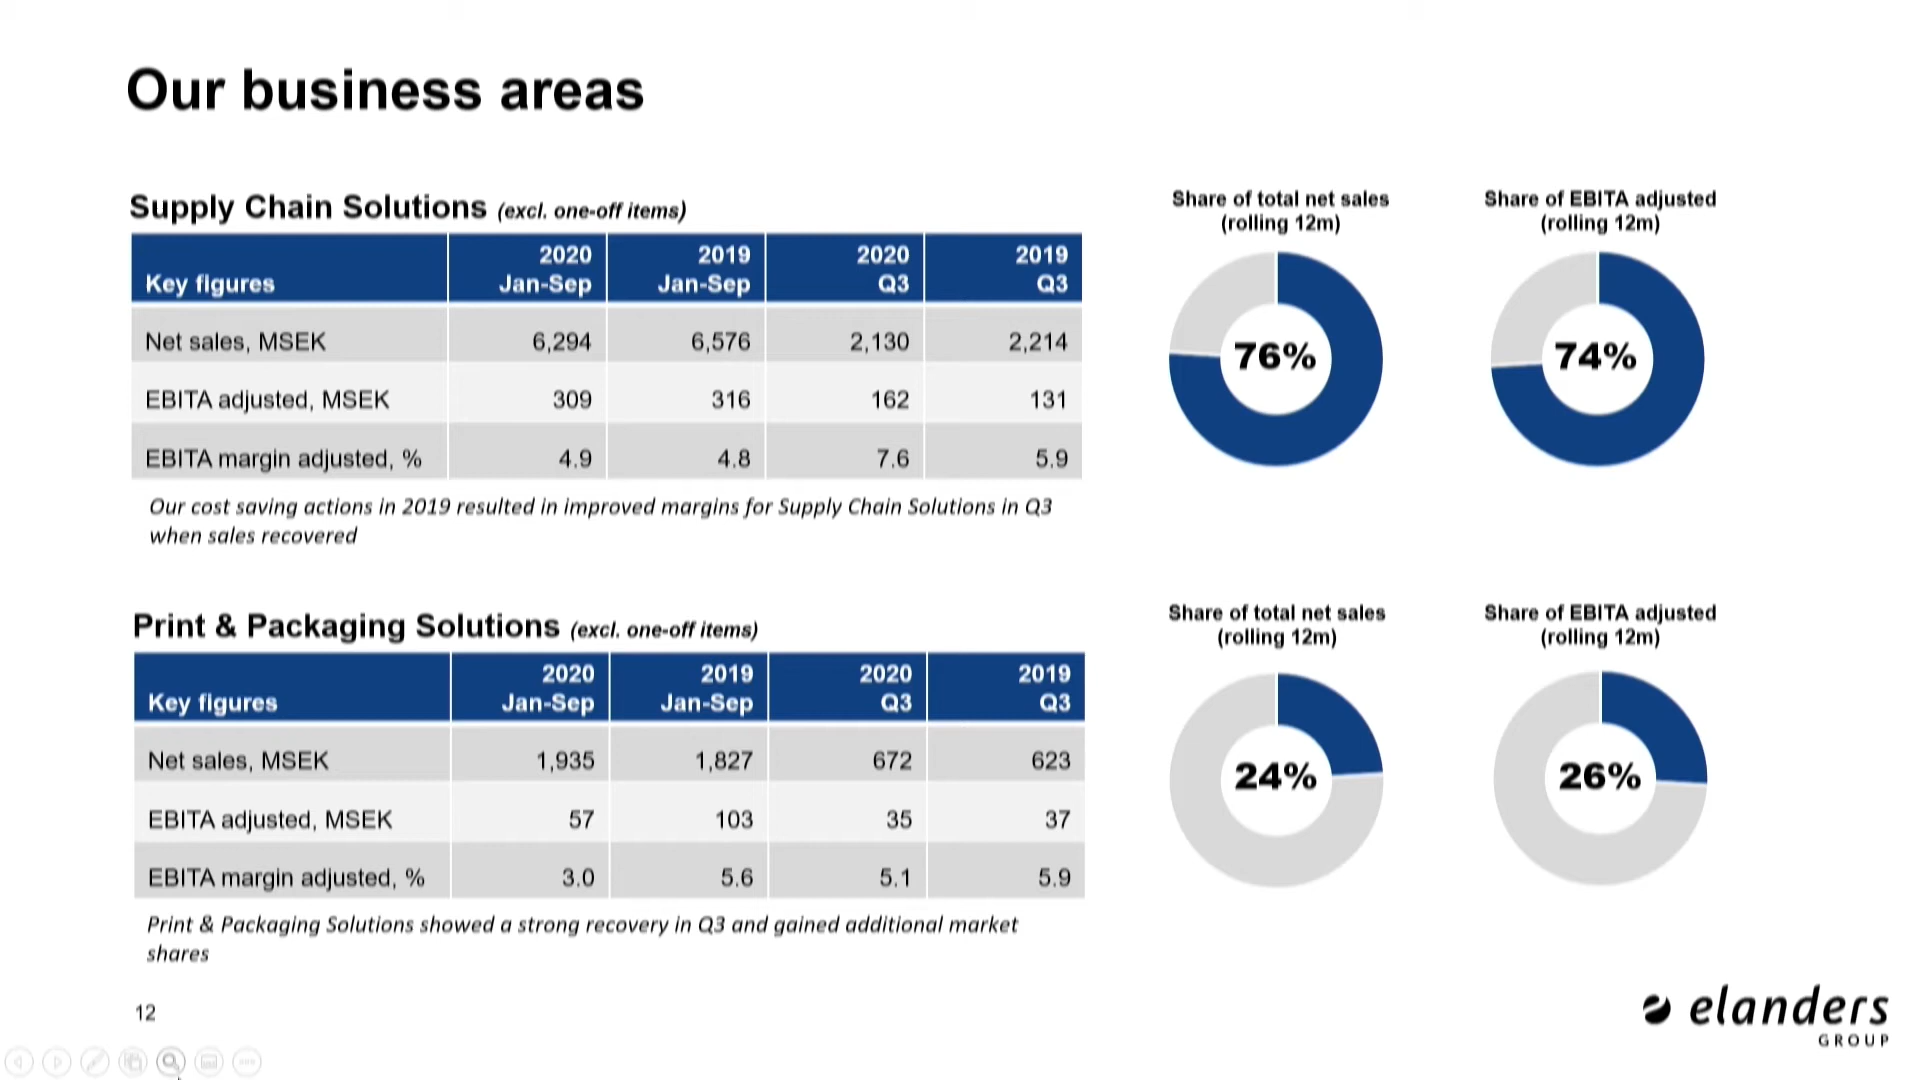 Our business areas
Supply Chain Solutions (excl. one-off items)
Key figures 2020 Jan-Sep 2019 Jan-Sep 2020 Q3 2019 Q3
Net sales, MSEK 6,294 6,576 2,130 2,214
EBITA adjusted, MSEK 309 316 162 131
EBITA margin adjusted, % 4.9 4.8 7.6 5.9
Our cost saving actions in 2019 resulted in improved margins for Supply Chain Solutions in Q3
when sales recovered
Share of total net sales
(rolling 12m)
76%
Share of EBITA adjusted
(rolling 12m)
74%
Print & Packaging Solutions (excl. one-off items)
Key figures 2020 Jan-Sep 2019 Jan-Sep 2020 Q3 2019 Q3
Net sales, MSEK 1,935 1,827 672 623
EBITA adjusted, MSEK 57 103 35 37
EBITA margin adjusted, % 3.0 5.6 5.1 5.9
Print & Packaging Solutions showed a strong recovery in Q3 and gained additional market
shares
Share of total net sales
(rolling 12m)
24%
Share of EBITA adjusted
(rolling 12m)
26%
12
elanders
GROUP